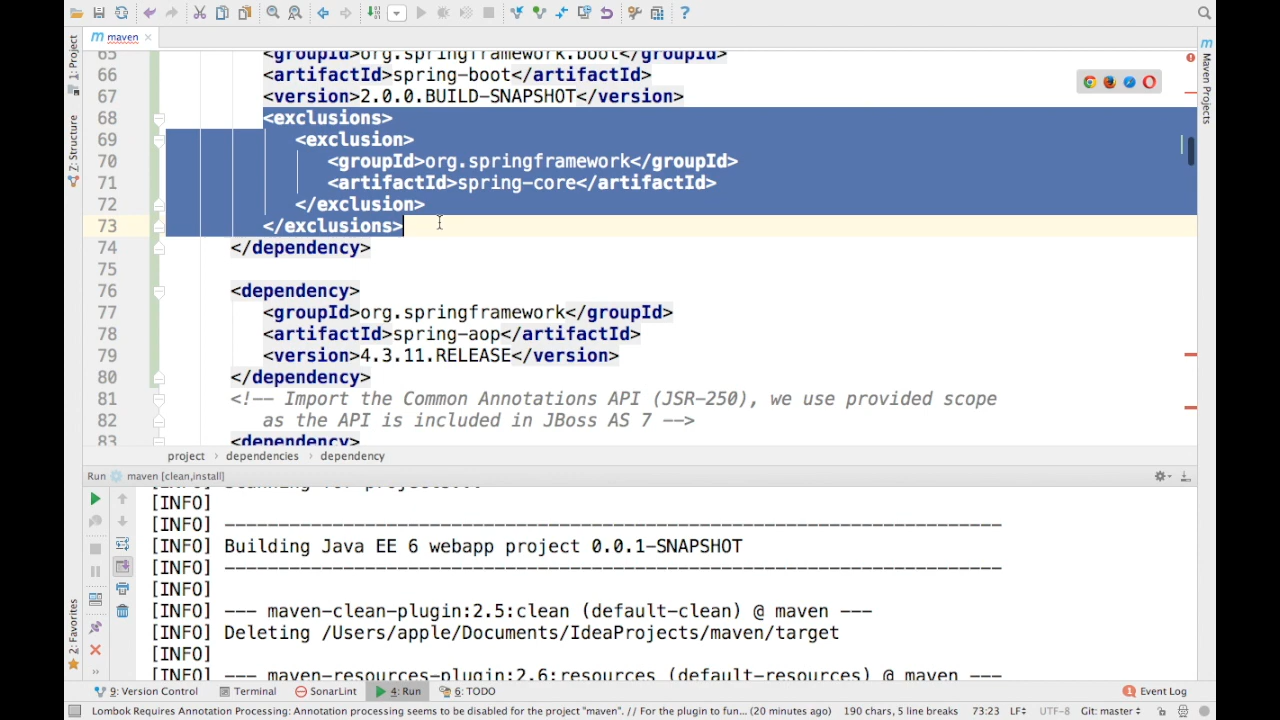 maven
1: Project
Z: Structure
2: Favorites
Maven Projects
65 <groupId>org.springframework.boot</groupId>
66 <artifactId>spring-boot</artifactId>
67 <version>2.0.0.BUILD-SNAPSHOT</version>
68 <exclusions>
69 <exclusion>
70 <groupId>org.springframework</groupId>
71 <artifactId>spring-core</artifactId>
72 </exclusion>
73 </exclusions>
74 </dependency>
75
76 <dependency>
77 <groupId>org.springframework</groupId>
78 <artifactId>spring-aop</artifactId>
79 <version>4.3.11.RELEASE</version>
80 </dependency>
81 <!-- Import the Common Annotations API (JSR-250), we use provided scope
82 as the API is included in JBoss AS 7 -->
83 <dependency>
project › dependencies › dependency
Run maven [clean,install]
[INFO] Scanning for projects...
[INFO]
[INFO] ------------------------------------------------------------------------
[INFO] Building Java EE 6 webapp project 0.0.1-SNAPSHOT
[INFO] ------------------------------------------------------------------------
[INFO]
[INFO] --- maven-clean-plugin:2.5:clean (default-clean) @ maven ---
[INFO] Deleting /Users/apple/Documents/IdeaProjects/maven/target
[INFO]
[INFO] --- maven-resources-plugin:2.6:resources (default-resources) @ maven ---
9: Version Control Terminal SonarLint 4: Run 6: TODO 1 Event Log
Lombok Requires Annotation Processing: Annotation processing seems to be disabled for the project "maven". // For the plugin to fun... (20 minutes ago) 190 chars, 5 line breaks 73:23 LF UTF-8 Git: master